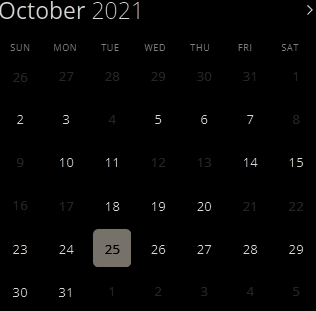 October 2021
SUN MON TUE WED THU FRI SAT
26 27 28 29 30 31 1
2 3 4 5 6 7 8
9 10 11 12 13 14 15
16 17 18 19 20 21 22
23 24 25 26 27 28 29
30 31 1 2 3 4 5